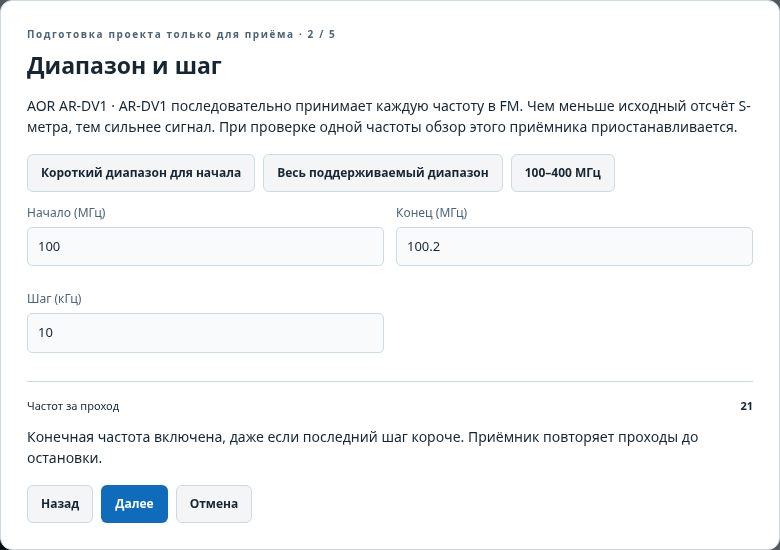 Подготовка проекта только для приёма · 2 / 5
Диапазон и шаг
AOR AR-DV1 · AR-DV1 последовательно принимает каждую частоту в FM. Чем меньше исходный отсчёт S-
метра, тем сильнее сигнал. При проверке одной частоты обзор этого приёмника приостанавливается.
Короткий диапазон для начала
Весь поддерживаемый диапазон
100–400 МГц
Начало (МГц)
Конец (МГц)
100
100.2
Шаг (кГц)
10
Частот за проход
21
Конечная частота включена, даже если последний шаг короче. Приёмник повторяет проходы до
остановки.
Назад
Далее
Отмена